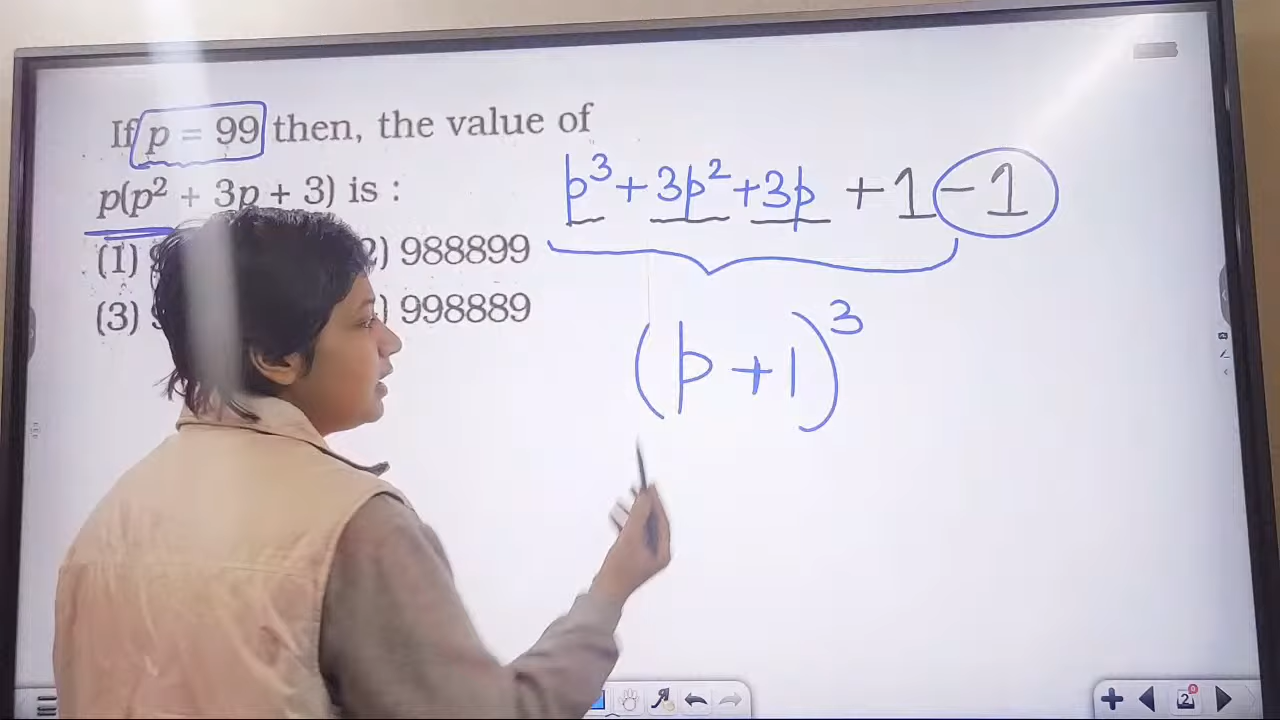 If p = 99 then, the value of
p(p² + 3p + 3) is :
(1) 2) 988899
(3) ) 998889
p³ + 3p² + 3p + 1 - 1
(p + 1)³
2